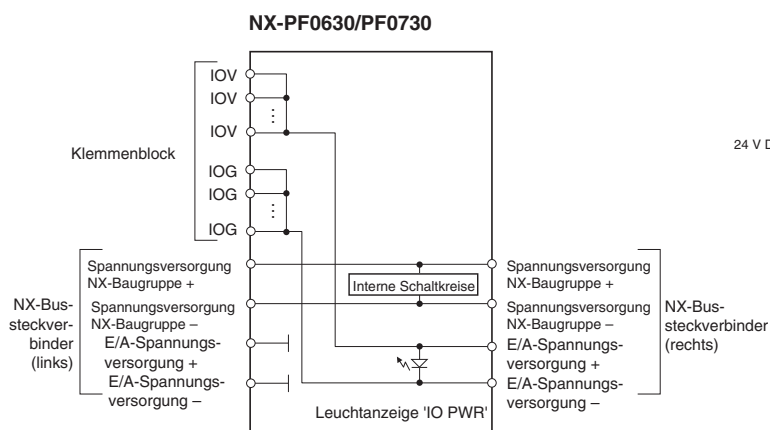 NX-PF0630/PF0730
IOV
IOV
IOV
Klemmenblock
IOG
IOG
IOG
24 V D
NX-Bus-
steckver-
binder
(links)
Spannungsversorgung
NX-Baugruppe +
Spannungsversorgung
NX-Baugruppe –
E/A-Spannungs-
versorgung +
E/A-Spannungs-
versorgung –
Interne Schaltkreise
Leuchtanzeige 'IO PWR'
Spannungsversorgung
NX-Baugruppe +
Spannungsversorgung
NX-Baugruppe –
E/A-Spannungs-
versorgung +
E/A-Spannungs-
versorgung –
NX-Bus-
steckverbinder
(rechts)